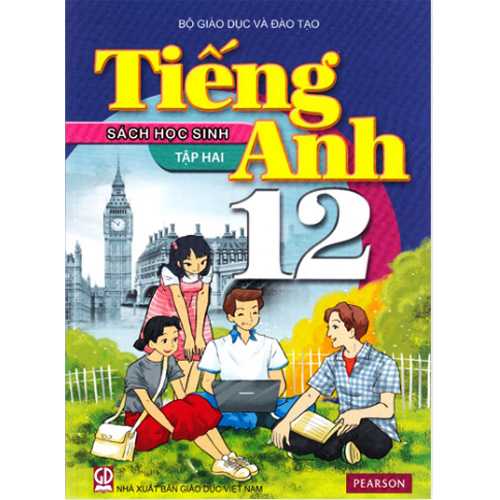 BỘ GIÁO DỤC VÀ ĐÀO TẠO
Tiếng
Anh
12
SÁCH HỌC SINH
TẬP HAI
NHÀ XUẤT BẢN GIÁO DỤC VIỆT NAM
PEARSON